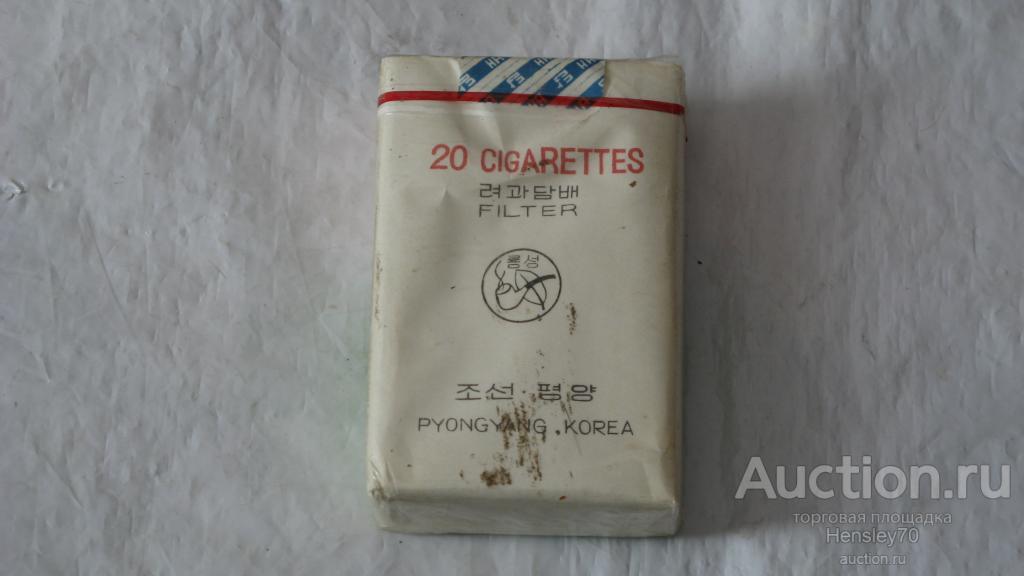 20 CIGARETTES
려과담배
FILTER
룡성
조선 평양
PYONGYANG, KOREA
Auction.ru
торговая площадка
Hensley70
auction.ru